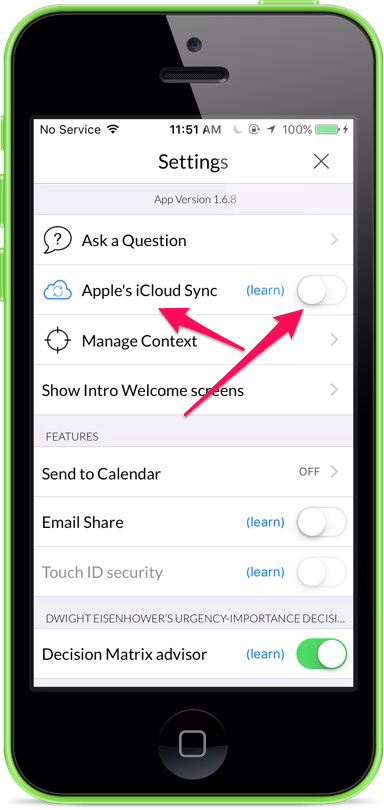 No Service 11:51 AM 100%
Settings
App Version 1.6.8
Ask a Question
Apple's iCloud Sync (learn)
Manage Context
Show Intro Welcome screens
FEATURES
Send to Calendar OFF
Email Share (learn)
Touch ID security (learn)
DWIGHT EISENHOWER'S URGENCY-IMPORTANCE DECISI...
Decision Matrix advisor (learn)